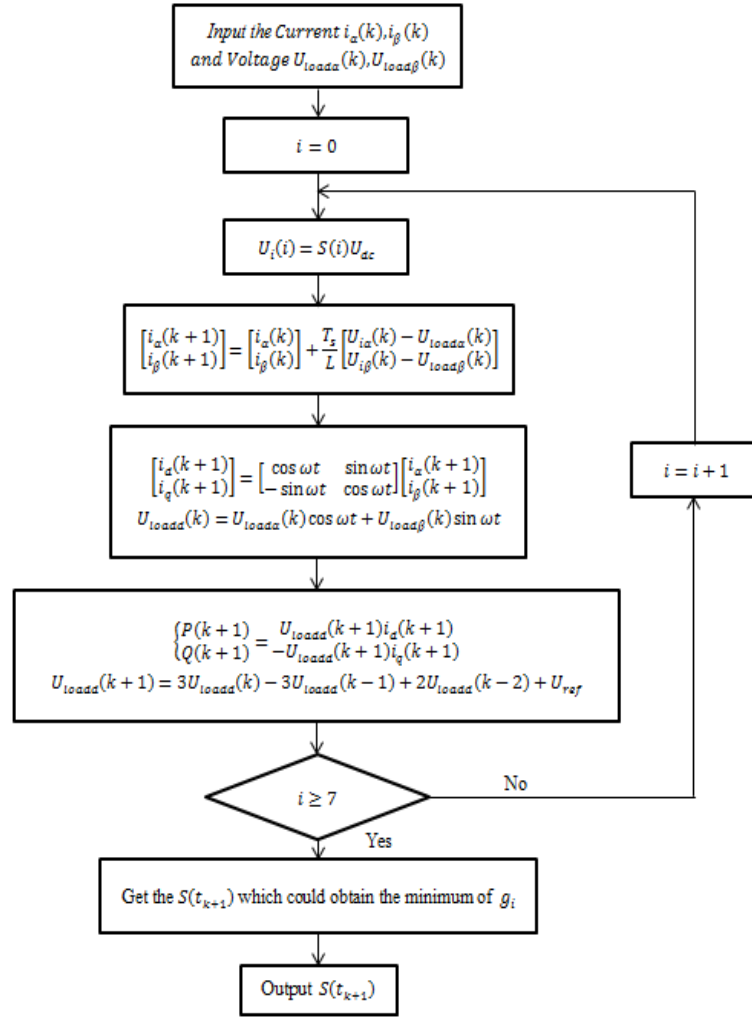 Input the Current i_α(k),i_β(k)
and Voltage U_loadα(k),U_loadβ(k)
i = 0
U_i(i) = S(i)U_dc
[i_α(k+1) i_β(k+1)] = [i_α(k) i_β(k)] + T_s/L [U_iα(k) − U_loadα(k) U_iβ(k) − U_loadβ(k)]
[i_d(k+1) i_q(k+1)] = [cos ωt sin ωt − sin ωt cos ωt] [i_α(k+1) i_β(k+1)]
U_loadd(k) = U_loadα(k) cos ωt + U_loadβ(k) sin ωt
i = i + 1
{P(k+1) Q(k+1) = U_loadd(k+1)i_d(k+1) −U_loadd(k+1)i_q(k+1)
U_loadd(k+1) = 3U_loadd(k) − 3U_loadd(k−1) + 2U_loadd(k−2) + U_ref
i ≥ 7
No
Yes
Get the S(t_k+1) which could obtain the minimum of g_i
Output S(t_k+1)